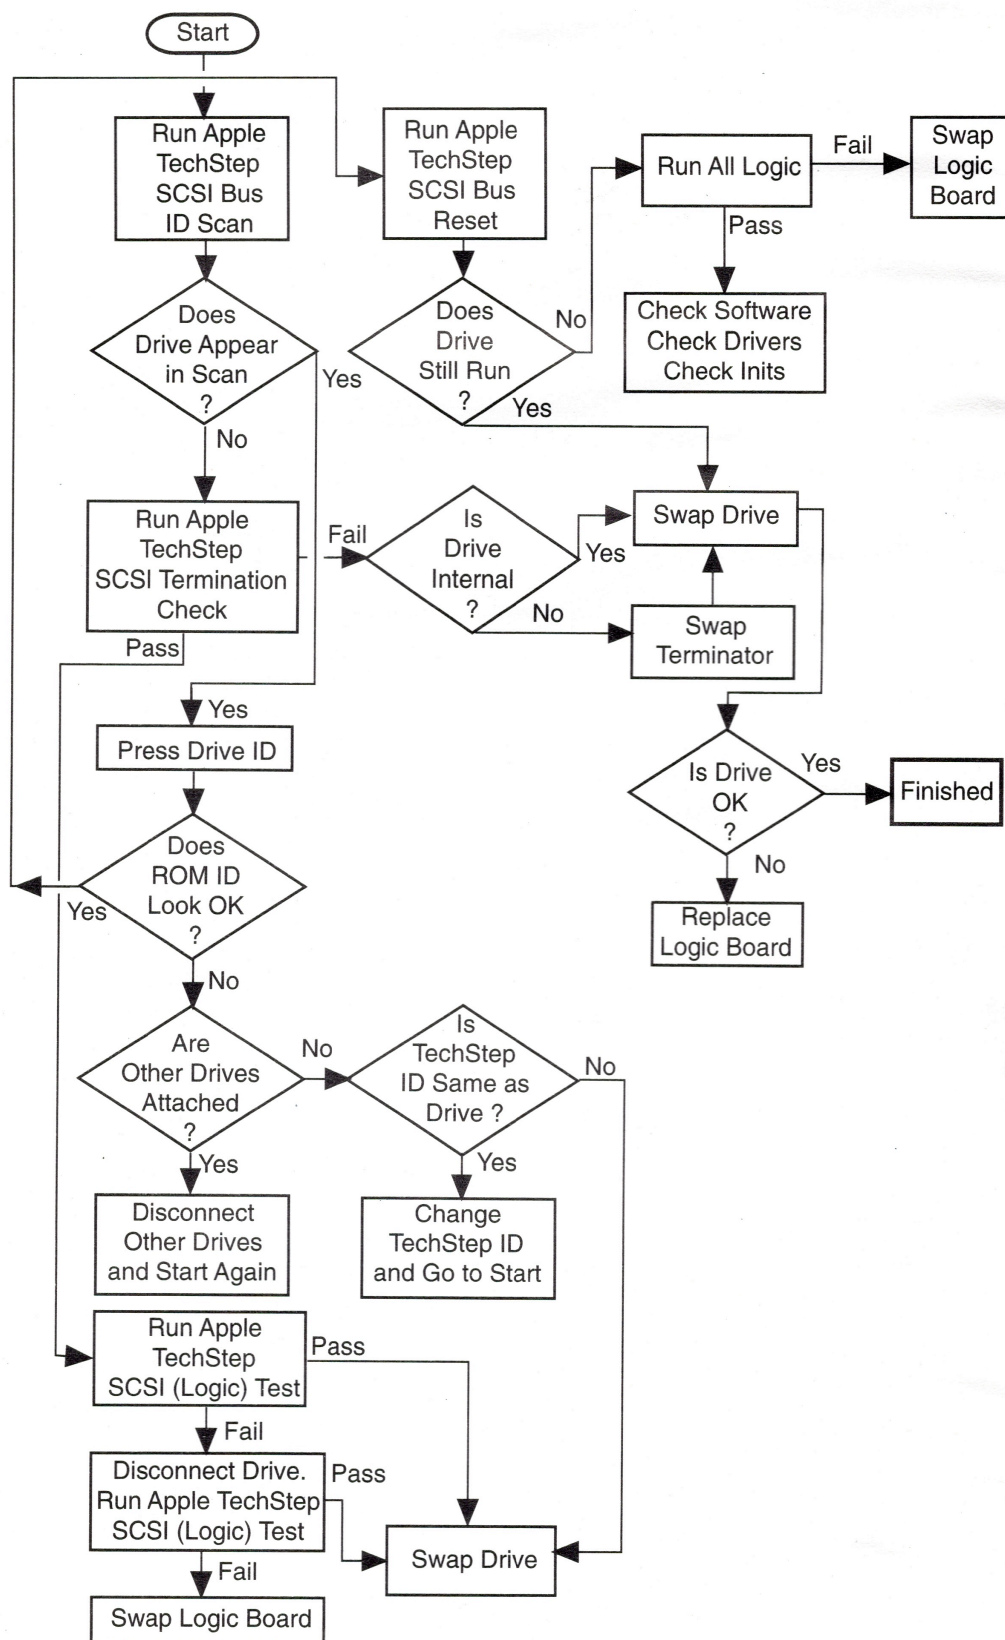 Start
Run Apple
TechStep
SCSI Bus
ID Scan
Does
Drive Appear
in Scan
?
Yes
No
Run Apple
TechStep
SCSI Termination
Check
Fail
Pass
Yes
Press Drive ID
Does
ROM ID
Look OK
?
Yes
No
Are
Other Drives
Attached
?
No
Yes
Disconnect
Other Drives
and Start Again
Is
TechStep
ID Same as
Drive ?
No
Yes
Change
TechStep ID
and Go to Start
Run Apple
TechStep
SCSI (Logic) Test
Pass
Fail
Disconnect Drive.
Run Apple TechStep
SCSI (Logic) Test
Pass
Fail
Swap Logic Board
Swap Drive
Run Apple
TechStep
SCSI Bus
Reset
Does
Drive
Still Run
?
No
Yes
Run All Logic
Fail
Swap
Logic
Board
Pass
Check Software
Check Drivers
Check Inits
Is
Drive
Internal
?
Yes
No
Swap Drive
Swap
Terminator
Is Drive
OK
?
Yes
Finished
No
Replace
Logic Board